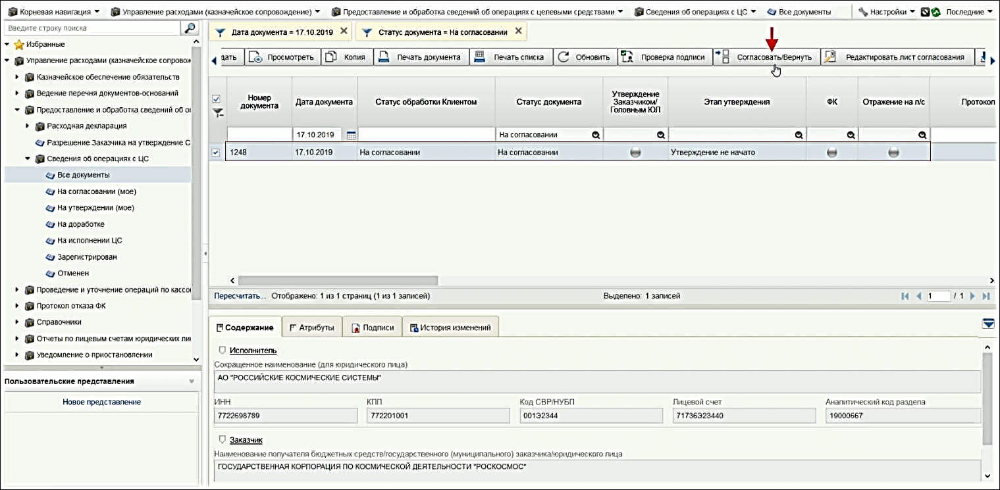 Корневая навигация
Управление расходами (казначейское сопровождение)
Предоставление и обработка сведений об операциях с целевыми средствами
Сведения об операциях с ЦС
Все документы
Настройки
Последние
Введите строку поиска
Избранные
Управление расходами (казначейское сопровож
Казначейское обеспечение обязательств
Ведение перечня документов-оснований
Предоставление и обработка сведений об оп
Расходная декларация
Разрешение Заказчика на утверждение С
Сведения об операциях с ЦС
Все документы
На согласовании (мое)
На утверждении (мое)
На доработке
На исполнении ЦС
Зарегистрирован
Отменен
Проведение и уточнение операций по кассо
Протокол отказа ФК
Справочники
Отчеты по лицевым счетам юридических ли
Уведомление о приостановлении
Пользовательские представления
Новое представление
Дата документа = 17.10.2019
Статус документа = На согласовании
дать
Просмотреть
Копия
Печать документа
Печать списка
Обновить
Проверка подписи
Согласовать/Вернуть
Редактировать лист согласования
Номер документа
Дата документа
Статус обработки Клиентом
Статус документа
Утверждение Заказчиком/ Головным ЮЛ
Этап утверждения
ФК
Отражение на л/с
Протокол
17.10.2019
На согласовании
1248 17.10.2019 На согласовании На согласовании Утверждение не начато
Пересчитать... Отображено: 1 из 1 страниц (1 из 1 записей) Выделено: 1 записей 1 / 1
Содержание
Атрибуты
Подписи
История изменений
Исполнитель
Сокращенное наименование (для юридического лица)
АО "РОССИЙСКИЕ КОСМИЧЕСКИЕ СИСТЕМЫ"
ИНН КПП Код СВР/НУБП Лицевой счет Аналитический код раздела
7722698789 772201001 001Э2344 71736Э23440 19000667
Заказчик
Наименование получателя бюджетных средств/государственного (муниципального) заказчика/юридического лица
ГОСУДАРСТВЕННАЯ КОРПОРАЦИЯ ПО КОСМИЧЕСКОЙ ДЕЯТЕЛЬНОСТИ "РОСКОСМОС"